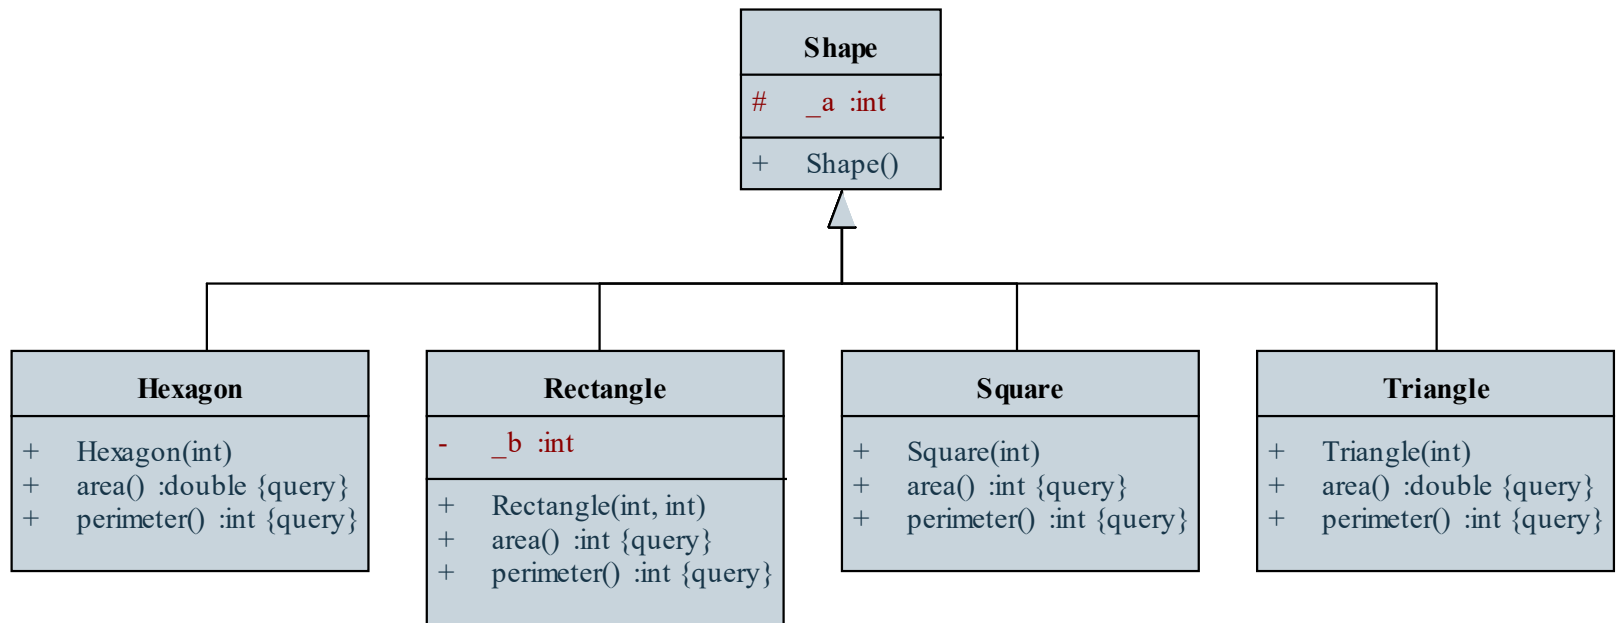 Shape
# _a :int
+ Shape()
Hexagon
+ Hexagon(int)
+ area() :double {query}
+ perimeter() :int {query}
Rectangle
- _b :int
+ Rectangle(int, int)
+ area() :int {query}
+ perimeter() :int {query}
Square
+ Square(int)
+ area() :int {query}
+ perimeter() :int {query}
Triangle
+ Triangle(int)
+ area() :double {query}
+ perimeter() :int {query}